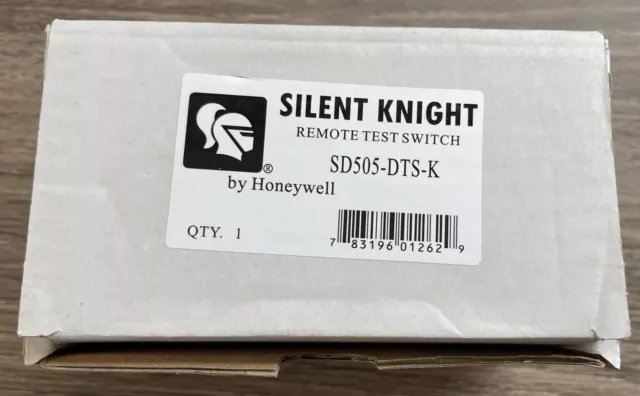 SILENT KNIGHT
REMOTE TEST SWITCH
SD505-DTS-K
®
by Honeywell
QTY. 1
7 83196 01262 9